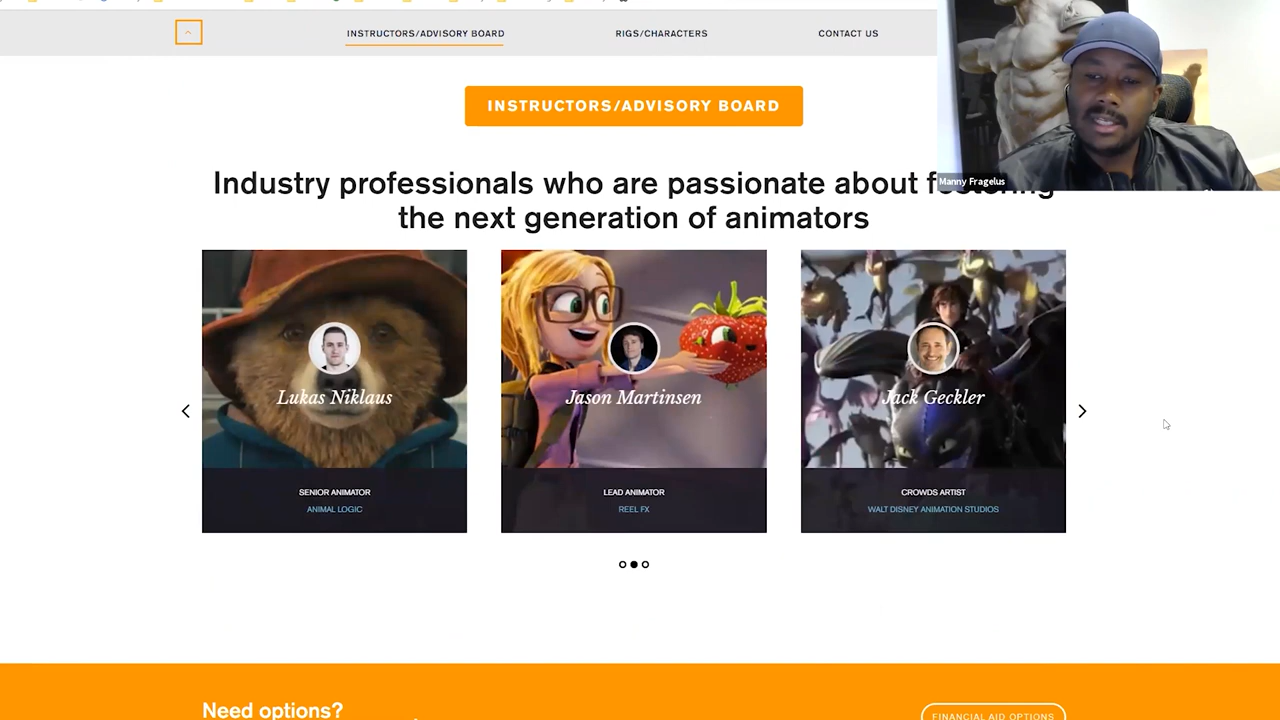 INSTRUCTORS/ADVISORY BOARD
RIGS/CHARACTERS
CONTACT US
INSTRUCTORS/ADVISORY BOARD
Manny Fragelus
Industry professionals who are passionate about
the next generation of animators
Lukas Niklaus
Jason Martinsen
Jack Geckler
SENIOR ANIMATOR
LEAD ANIMATOR
CROWDS ARTIST
ANIMAL LOGIC
REEL FX
WALT DISNEY ANIMATION STUDIOS
Need options?
FINANCIAL AID OPTIONS